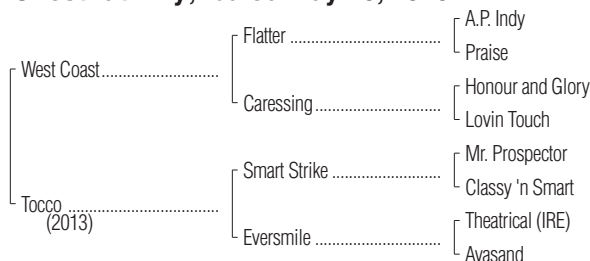 A.P. Indy
Flatter
Praise
West Coast
Honour and Glory
Caressing
Lovin Touch
Mr. Prospector
Smart Strike
Classy 'n Smart
Tocco
(2013)
Theatrical (IRE)
Eversmile
Avasand